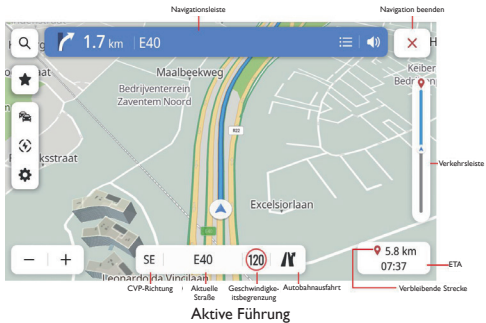 Navigationsleiste
Navigation beenden
1.7 km E40
Maalbeekweg
Bedrijventerrein
Zaventem Noord
Keiber
Bed
ksstraat
R02
Excelsiorlaan
Leonardo da Vincilaan
Verkehrsleiste
SE E40 120
5.8 km
07:37
ETA
CVP-Richtung
Aktuelle
Straße
Geschwindigke-
itsbegrenzung
Autobahnausfahrt
Verbleibende Strecke
Aktive Führung